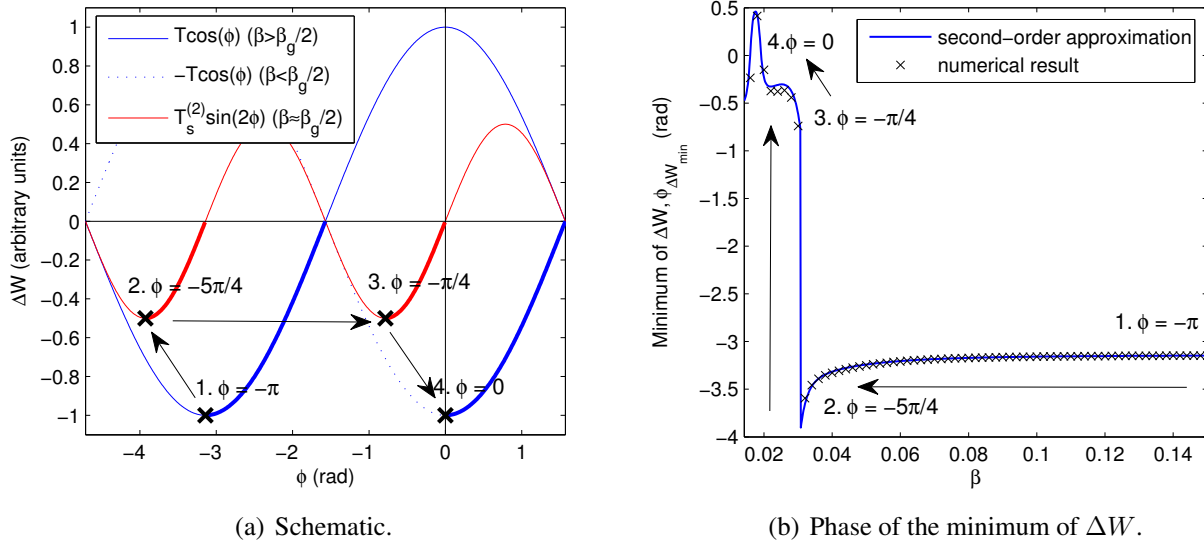 Tcos(ϕ) (β>β_g/2)
−Tcos(ϕ) (β<β_g/2)
T_s^(2)sin(2ϕ) (β≈β_g/2)
1
0.8
0.6
0.4
0.2
0
−0.2
−0.4
−0.6
−0.8
−1
ΔW (arbitrary units)
2. ϕ = −5π/4
3. ϕ = −π/4
1. ϕ = −π
4. ϕ = 0
−4
−3
−2
−1
0
1
ϕ (rad)
(a) Schematic.
second−order approximation
numerical result
0.5
0
−0.5
−1
−1.5
−2
−2.5
−3
−3.5
−4
Minimum of ΔW, ϕ_ΔW_min (rad)
4.ϕ = 0
3. ϕ = −π/4
1. ϕ = −π
2. ϕ = −5π/4
0.02
0.04
0.06
0.08
0.1
0.12
0.14
β
(b) Phase of the minimum of ΔW.